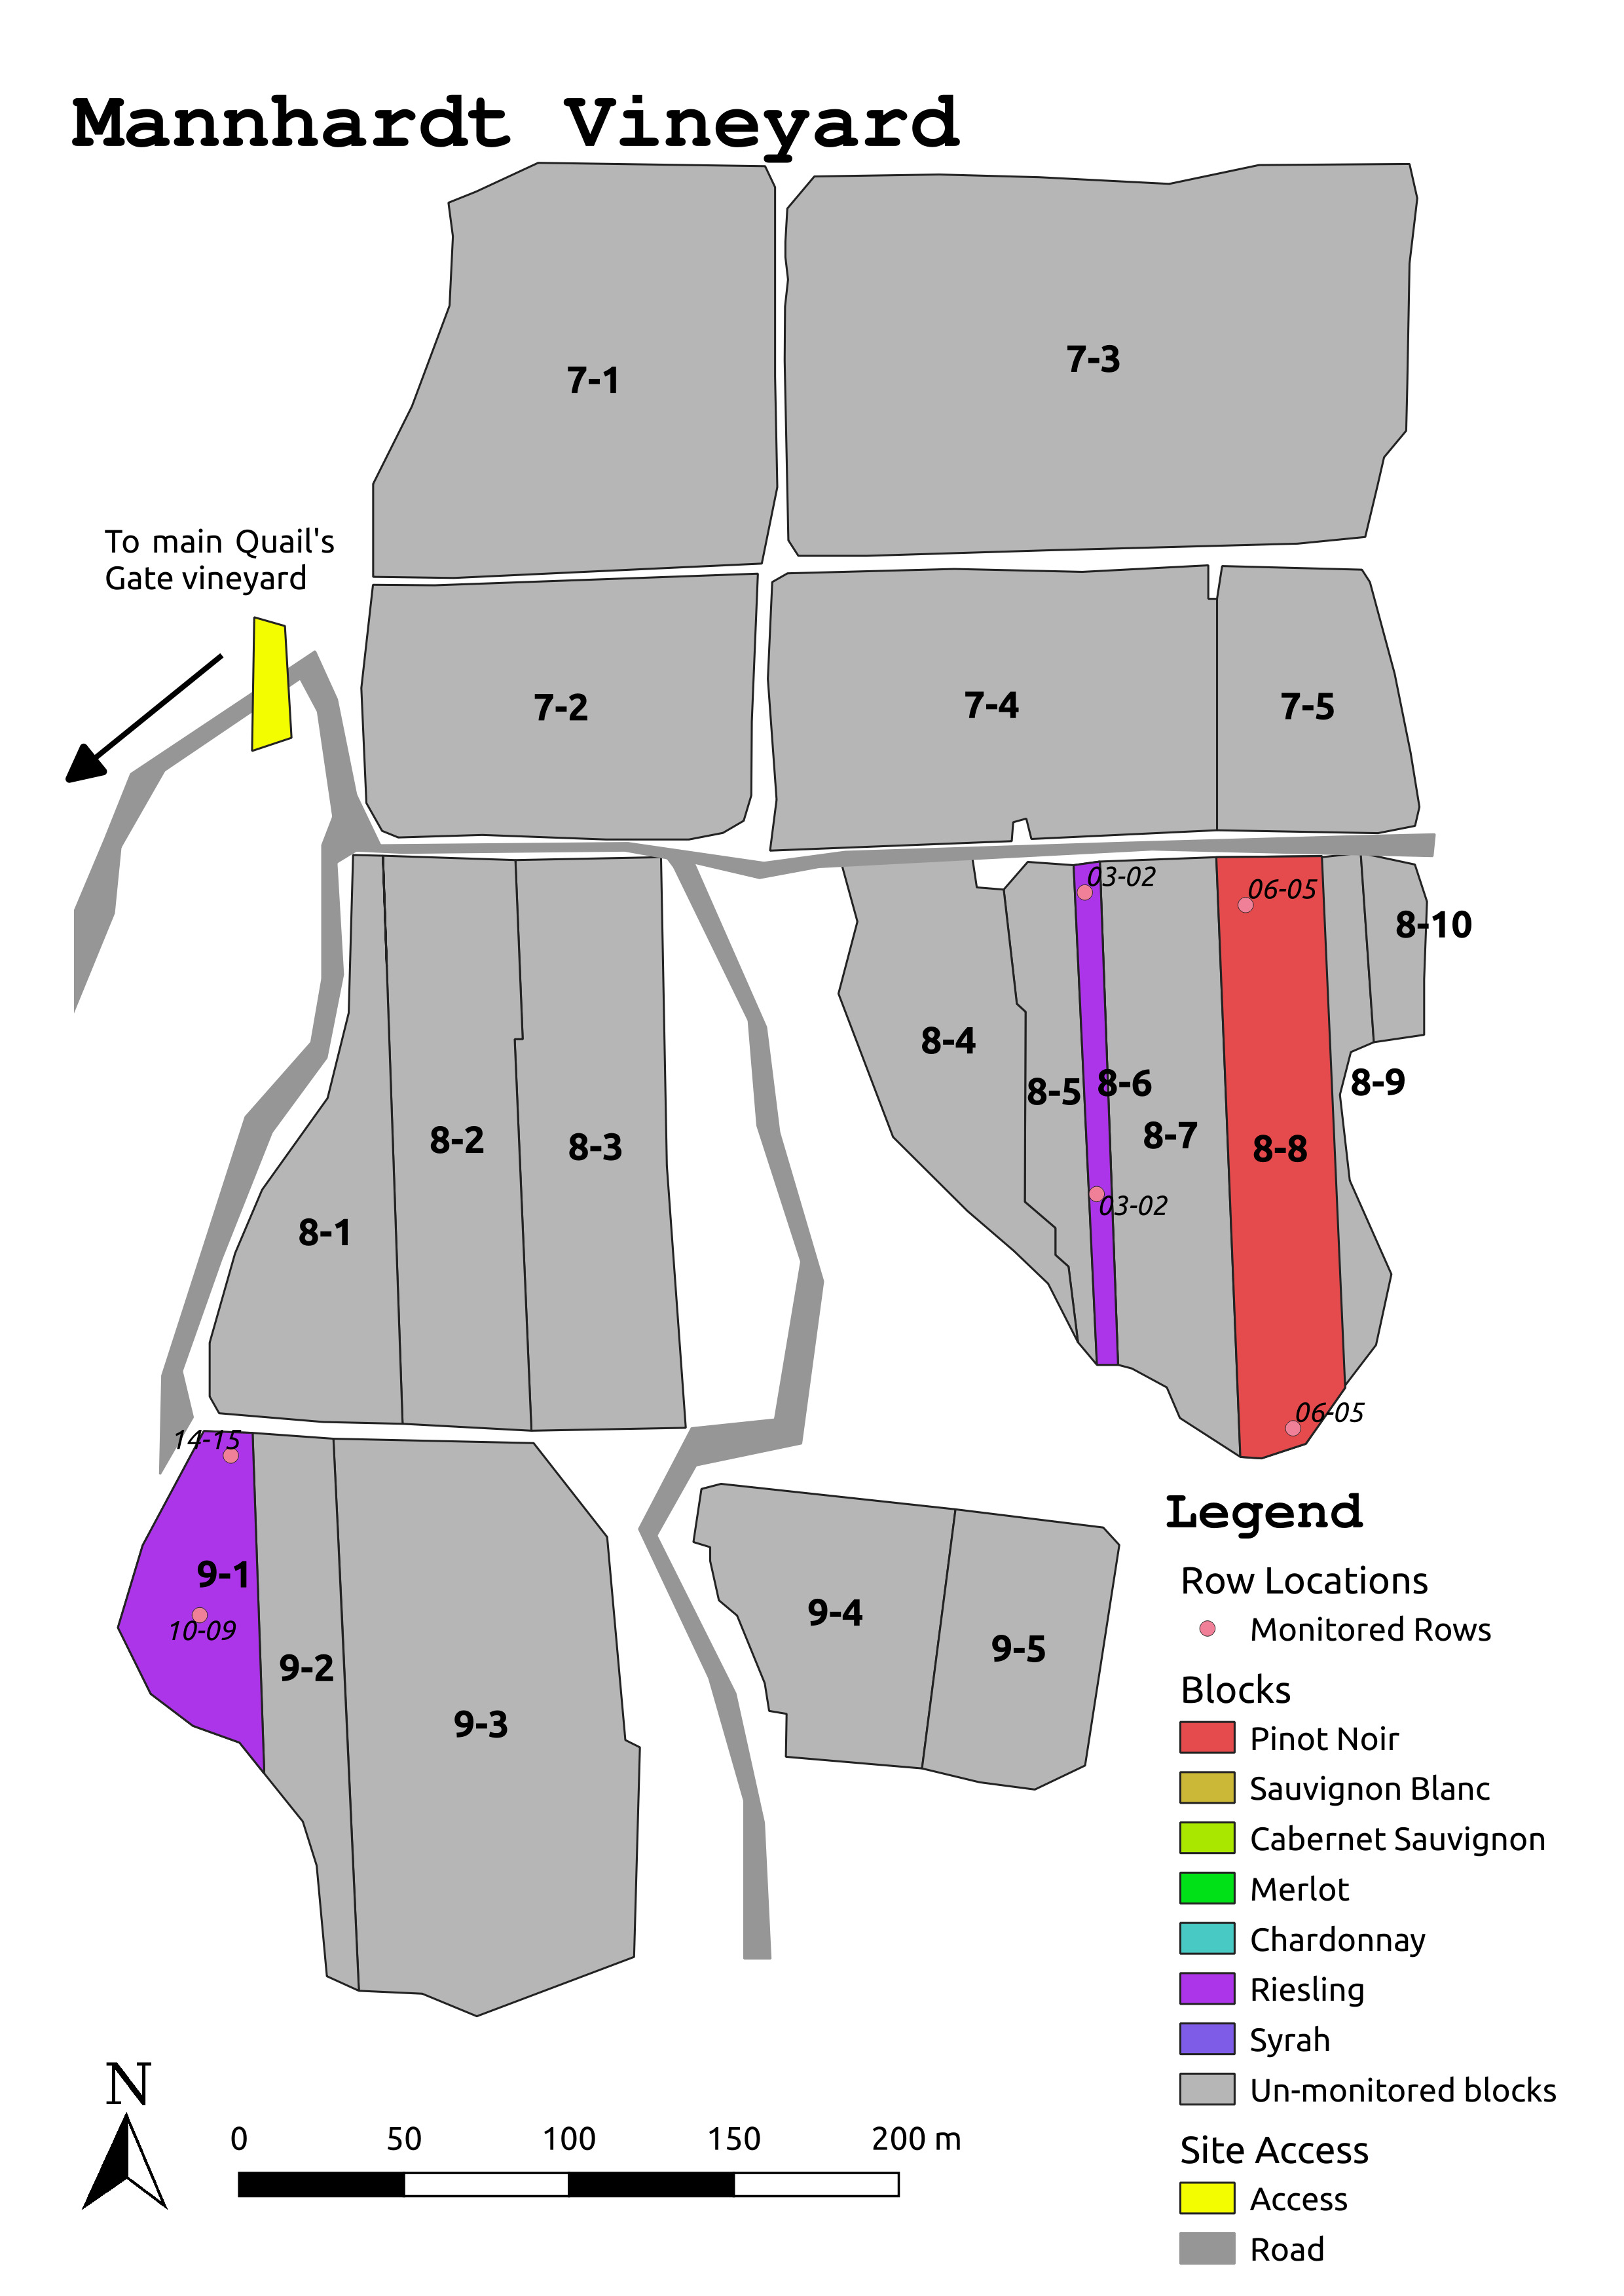 Mannhardt Vineyard
7-1
7-3
To main Quail's
Gate vineyard
7-2
7-4
7-5
03-02
06-05
8-10
8-4
8-5
8-6
8-9
8-7
8-2
8-3
8-8
03-02
8-1
06-05
14-15
Legend
9-1
Row Locations
10-09
9-4
Monitored Rows
9-5
9-2
Blocks
9-3
Pinot Noir
Sauvignon Blanc
Cabernet Sauvignon
Merlot
Chardonnay
Riesling
Syrah
Un-monitored blocks
N
0 50 100 150 200 m
Site Access
Access
Road